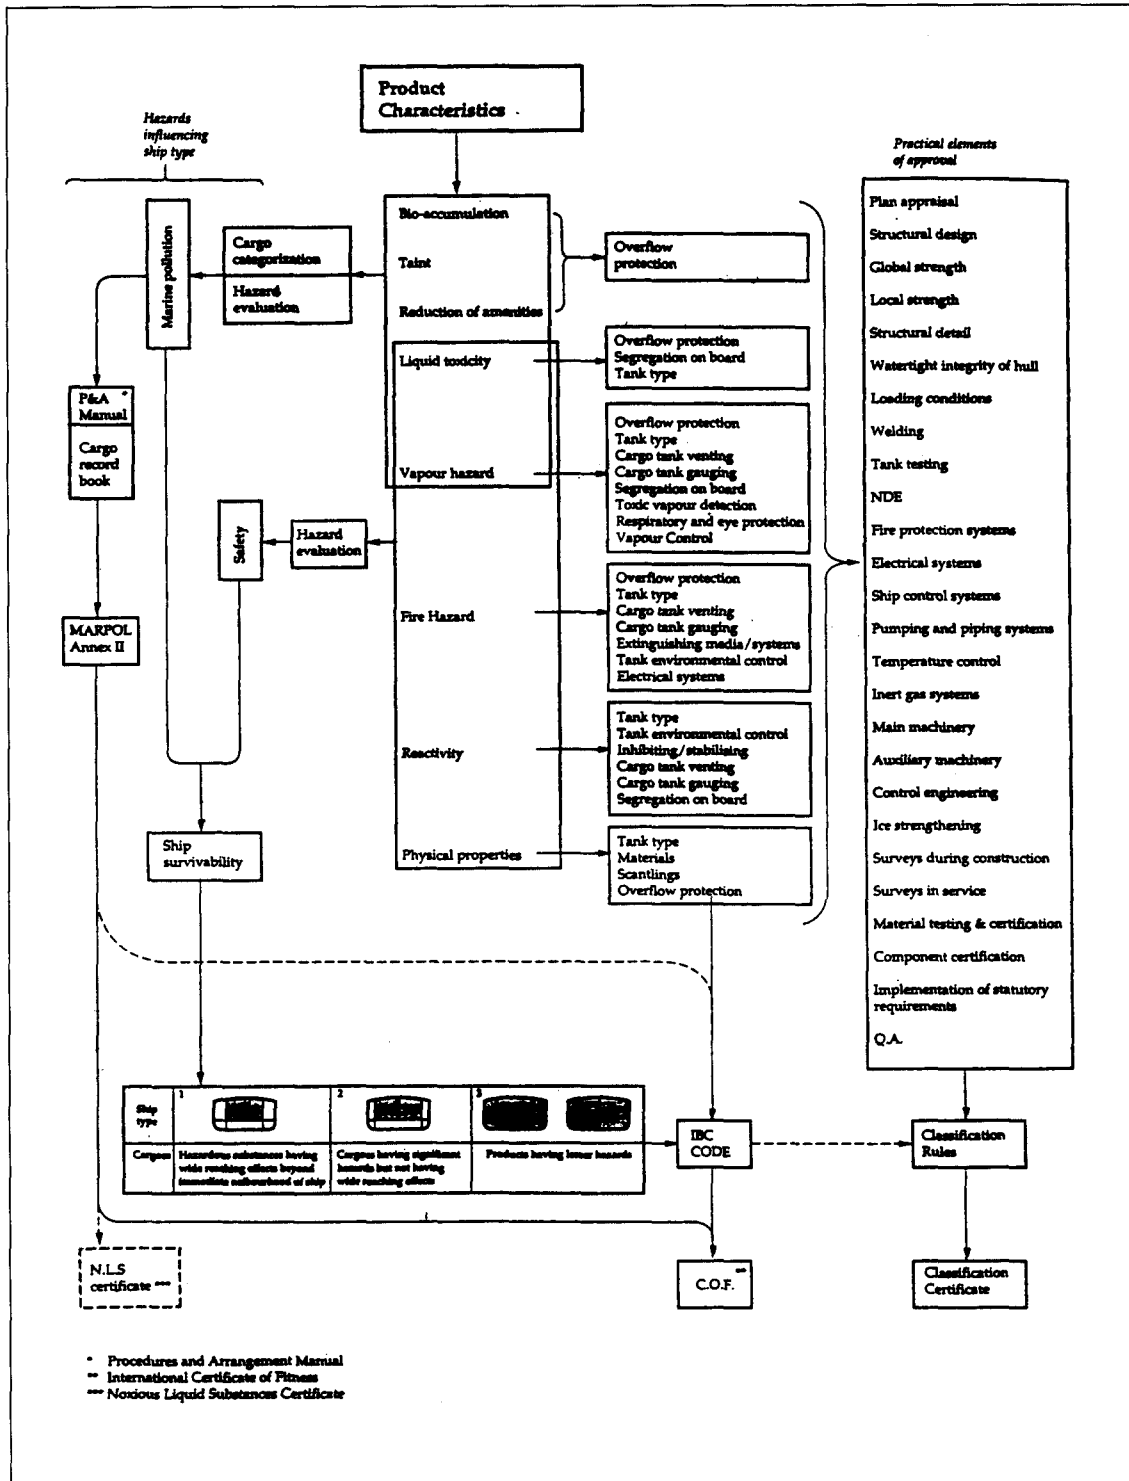 Product
Characteristics
Hazards
influencing
ship type
Practical elements
of approval
Marine pollution
Cargo
categorization
Hazard
evaluation
Bio-accumulation
Taint
Reduction of amenities
Liquid toxicity
Vapour hazard
Fire Hazard
Reactivity
Physical properties
Overflow
protection
Overflow protection
Segregation on board
Tank type
Overflow protection
Tank type
Cargo tank venting
Cargo tank gauging
Segregation on board
Toxic vapour detection
Respiratory and eye protection
Vapour Control
Overflow protection
Tank type
Cargo tank venting
Cargo tank gauging
Extinguishing media/systems
Tank environmental control
Electrical systems
Tank type
Tank environmental control
Inhibiting/stabilising
Cargo tank venting
Cargo tank gauging
Segregation on board
Tank type
Materials
Scantlings
Overflow protection
P&A *
Manual
Cargo
record
book
MARPOL
Annex II
Safety
Hazard
evaluation
Ship
survivability
Plan appraisal
Structural design
Global strength
Local strength
Structural detail
Watertight integrity of hull
Loading conditions
Welding
Tank testing
NDE
Fire protection systems
Electrical systems
Ship control systems
Pumping and piping systems
Temperature control
Inert gas systems
Main machinery
Auxiliary machinery
Control engineering
Ice strengthening
Surveys during construction
Surveys in service
Material testing & certification
Component certification
Implementation of statutory
requirements
Q.A.
Ship
type
1
2
3
Cargoes
Hazardous substances having
wide reaching effects beyond
immediate neibourhood of ship
Cargoes having significant
hazards but not having
wide reaching effects
Products having lesser hazards
IBC
CODE
Classification
Rules
N.L.S
certificate ***
C.O.F. **
Classification
Certificate
* Procedures and Arrangement Manual
** International Certificate of Fitness
*** Noxious Liquid Substances Certificate